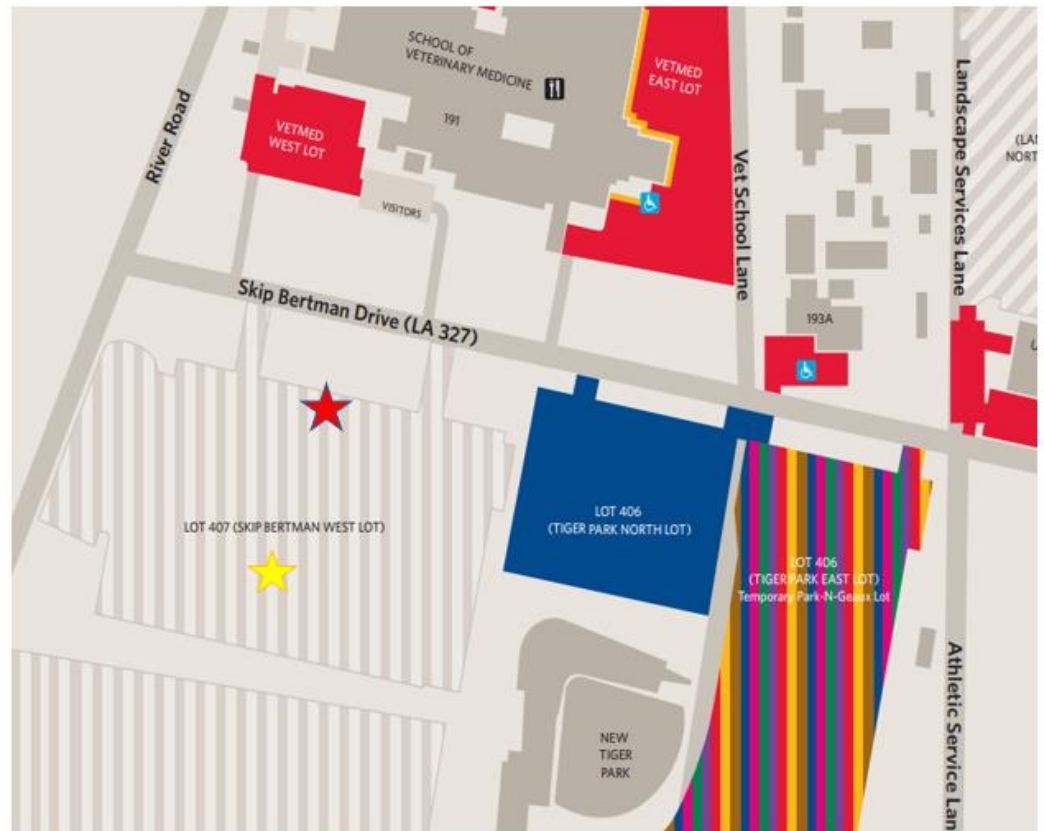 SCHOOL OF
VETERINARY MEDICINE
191
VETMED
EAST LOT
VETMED
WEST LOT
VISITORS
River Road
Vet School Lane
Landscape Services Lane
(LA
NORT
Skip Bertman Drive (LA 327)
193A
U
LOT 407 (SKIP BERTMAN WEST LOT)
LOT 406
(TIGER PARK NORTH LOT)
LOT 406
(TIGER PARK EAST LOT)
Temporary Park-N-Geaux Lot
NEW
TIGER
PARK
Athletic Service Lan